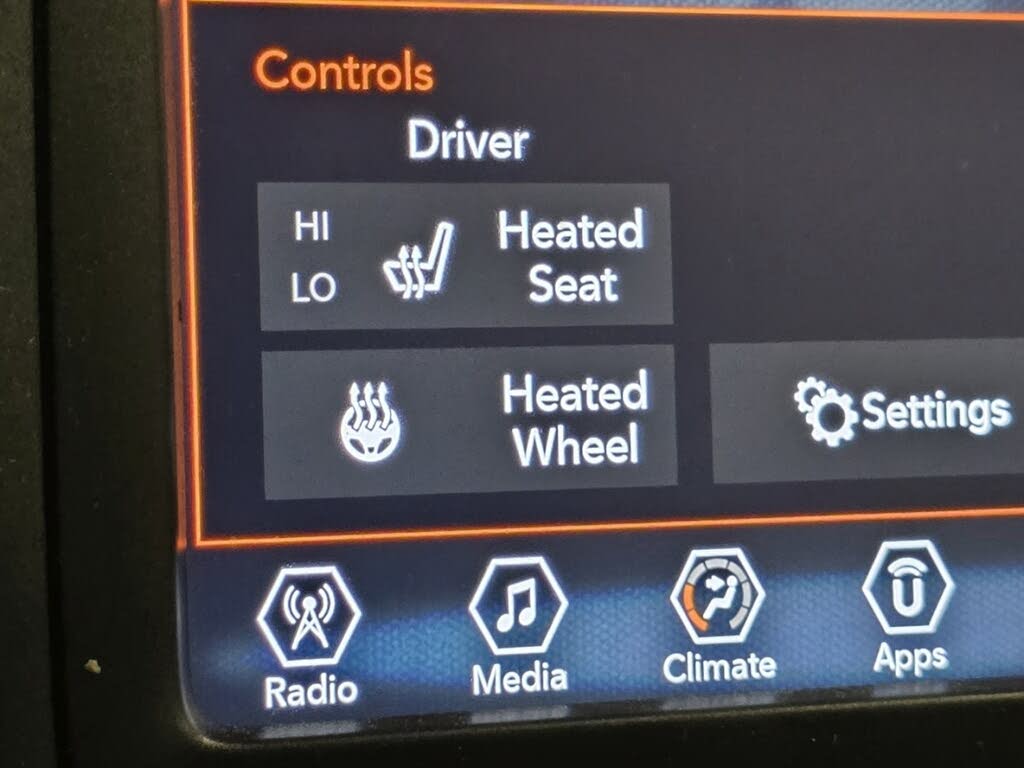 Controls
Driver
HI
LO
Heated
Seat
Heated
Wheel
Settings
Radio
Media
Climate
Apps